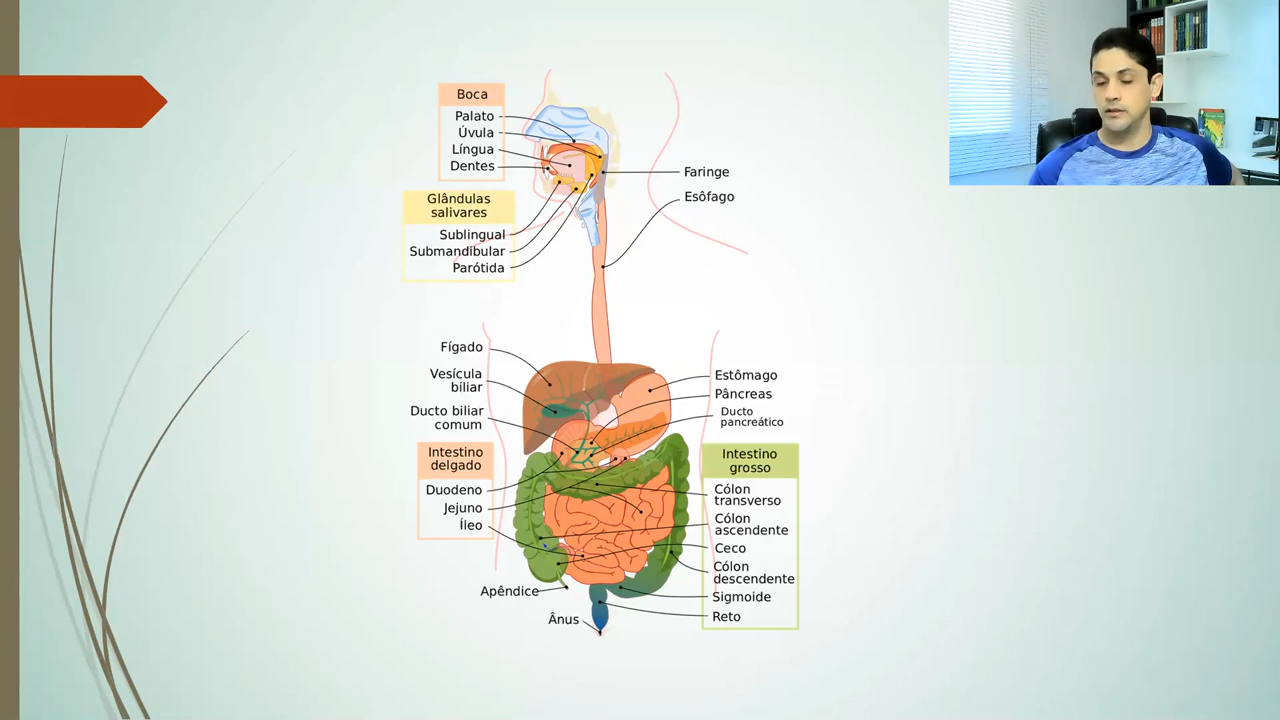 Boca
Palato
Úvula
Língua
Dentes
Glândulas
salivares
Sublingual
Submandibular
Parótida
Faringe
Esôfago
Fígado
Vesícula
biliar
Ducto biliar
comum
Estômago
Pâncreas
Ducto
pancreático
Intestino
delgado
Duodeno
Jejuno
Íleo
Intestino
grosso
Cólon
transverso
Cólon
ascendente
Ceco
Cólon
descendente
Sigmoide
Reto
Apêndice
Ânus